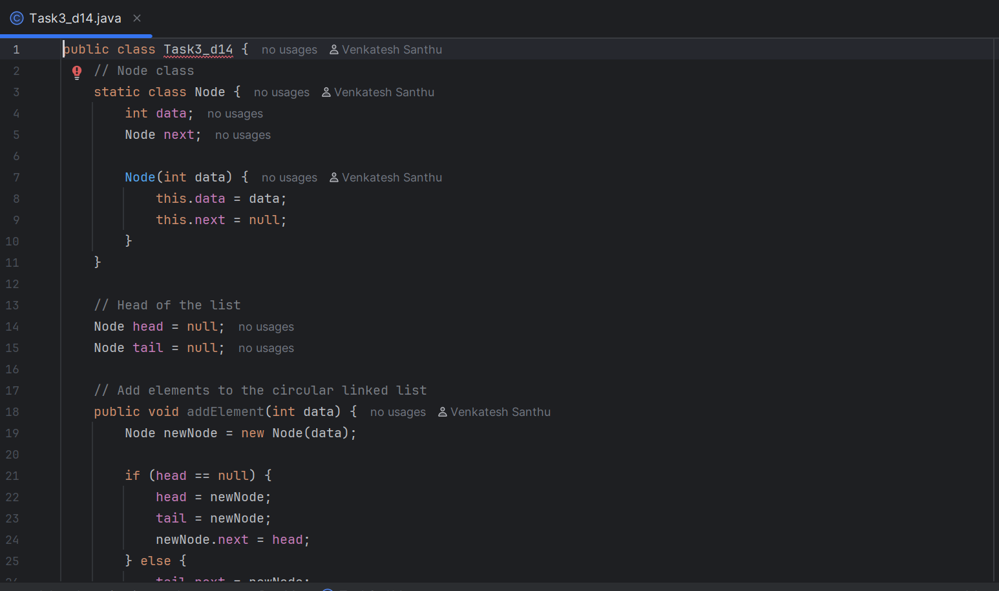 Task3_d14.java
1 public class Task3_d14 { no usages Venkatesh Santhu
2 // Node class
3 static class Node { no usages Venkatesh Santhu
4 int data; no usages
5 Node next; no usages
6
7 Node(int data) { no usages Venkatesh Santhu
8 this.data = data;
9 this.next = null;
10 }
11 }
12
13 // Head of the list
14 Node head = null; no usages
15 Node tail = null; no usages
16
17 // Add elements to the circular linked list
18 public void addElement(int data) { no usages Venkatesh Santhu
19 Node newNode = new Node(data);
20
21 if (head == null) {
22 head = newNode;
23 tail = newNode;
24 newNode.next = head;
25 } else {
26 tail.next = newNode;